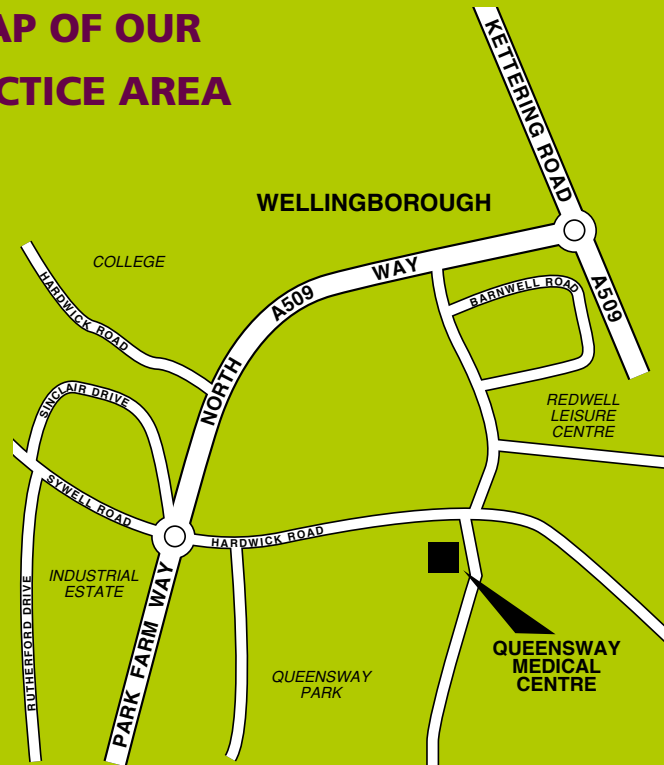 AP OF OUR
CTICE AREA
KETTERING ROAD
WELLINGBOROUGH
COLLEGE
NORTH A509 WAY
BARNWELL ROAD
A509
HARDWICK ROAD
SINCLAIR DRIVE
REDWELL
LEISURE
CENTRE
SYWELL ROAD
HARDWICK ROAD
INDUSTRIAL
ESTATE
RUTHERFORD DRIVE
PARK FARM WAY
QUEENSWAY
PARK
QUEENSWAY
MEDICAL
CENTRE